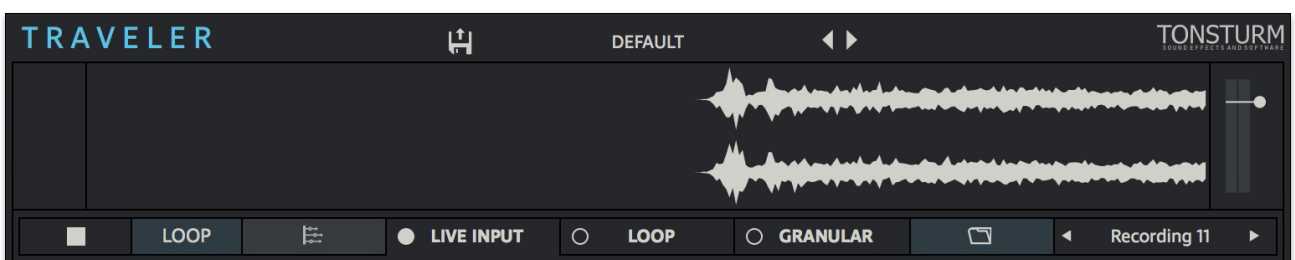 TRAVELER DEFAULT TONSTURM
SOUND EFFECTS AND SOFTWARE
LOOP LIVE INPUT LOOP GRANULAR Recording 11